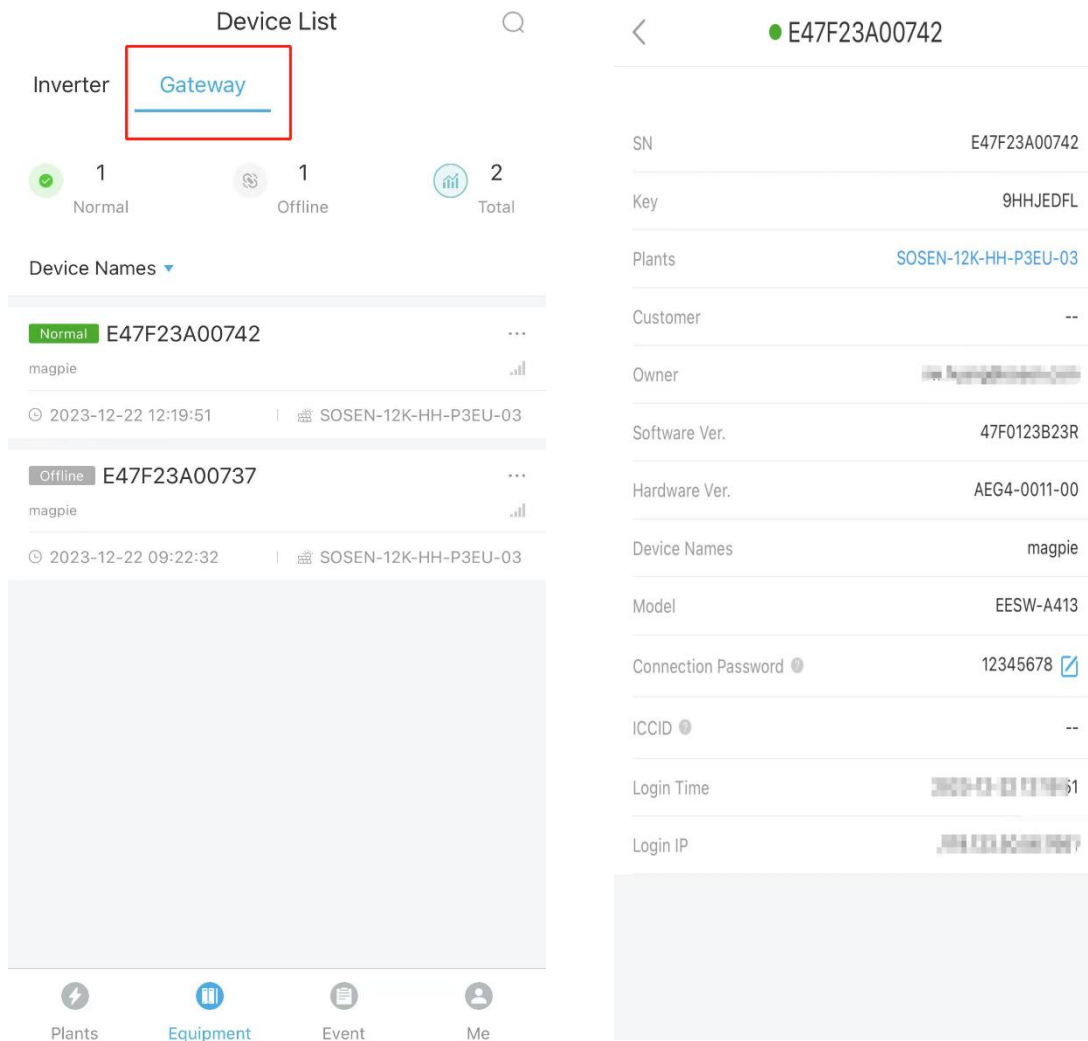 Device List
Inverter
Gateway
1
Normal
1
Offline
2
Total
Device Names
Normal E47F23A00742
magpie
2023-12-22 12:19:51
SOSEN-12K-HH-P3EU-03
Offline E47F23A00737
magpie
2023-12-22 09:22:32
SOSEN-12K-HH-P3EU-03
Plants
Equipment
Event
Me
E47F23A00742
SN E47F23A00742
Key 9HHJEDFL
Plants SOSEN-12K-HH-P3EU-03
Customer --
Owner
Software Ver. 47F0123B23R
Hardware Ver. AEG4-0011-00
Device Names magpie
Model EESW-A413
Connection Password 12345678
ICCID --
Login Time
Login IP